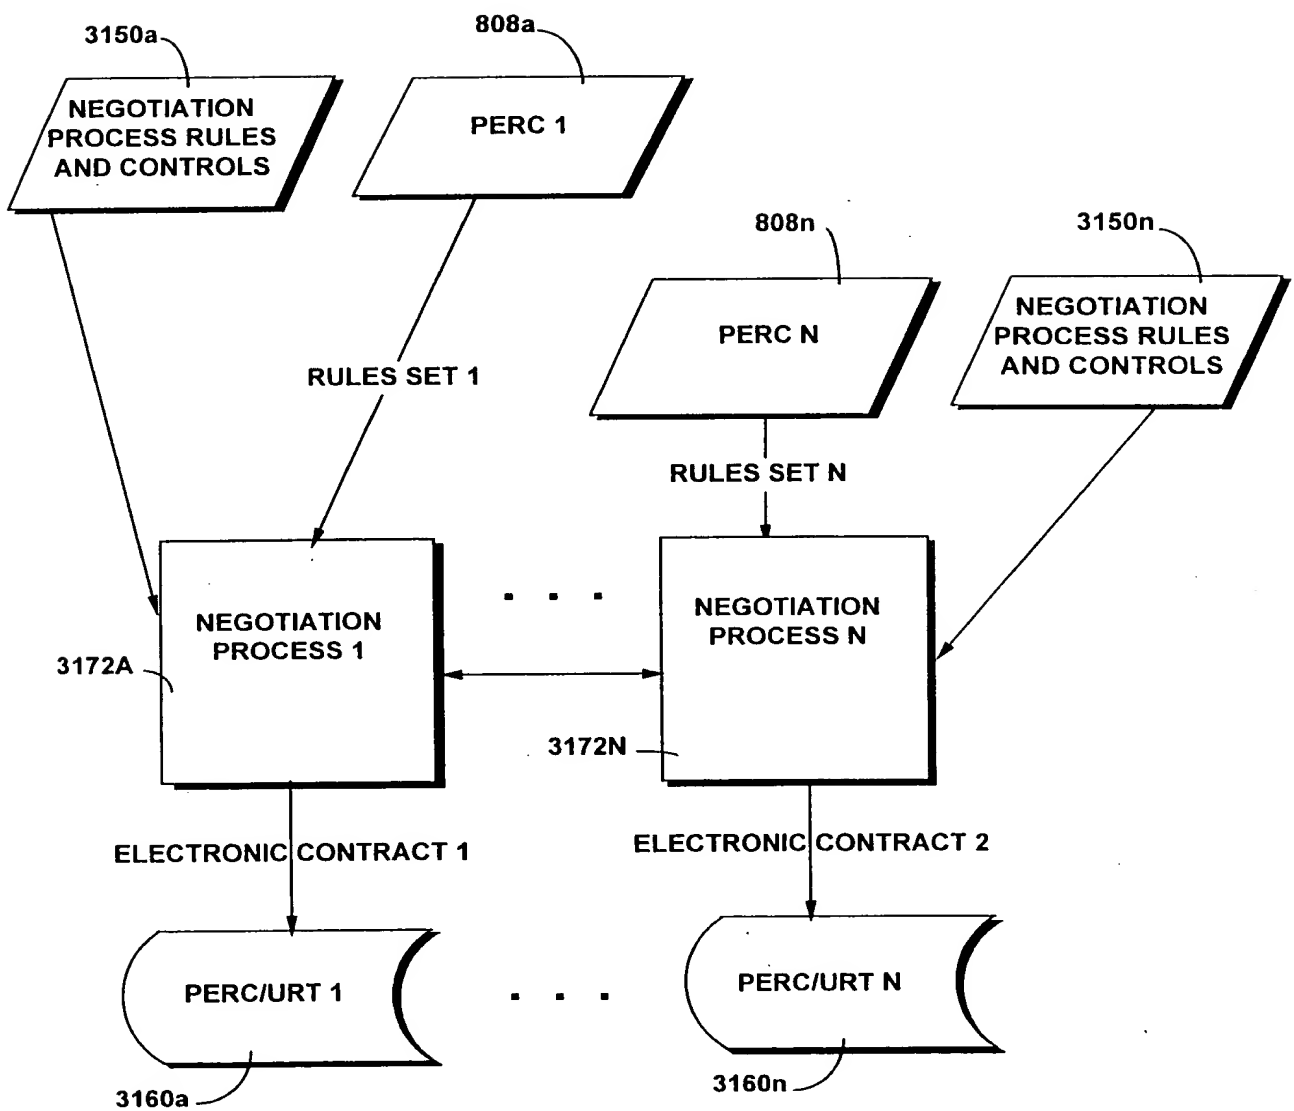 3150a
808a
NEGOTIATION
PROCESS RULES
AND CONTROLS
PERC 1
808n
3150n
PERC N
NEGOTIATION
PROCESS RULES
AND CONTROLS
RULES SET 1
RULES SET N
NEGOTIATION
PROCESS 1
. . .
NEGOTIATION
PROCESS N
3172A
3172N
ELECTRONIC CONTRACT 1
ELECTRONIC CONTRACT 2
PERC/URT 1
. . .
PERC/URT N
3160a
3160n